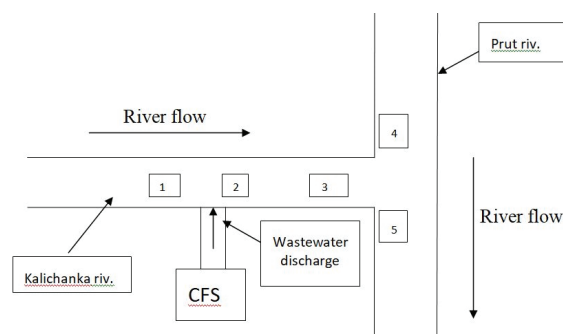 Prut riv.
River flow
4
1
2
3
5
River flow
Wastewater
discharge
Kalichanka riv.
CFS